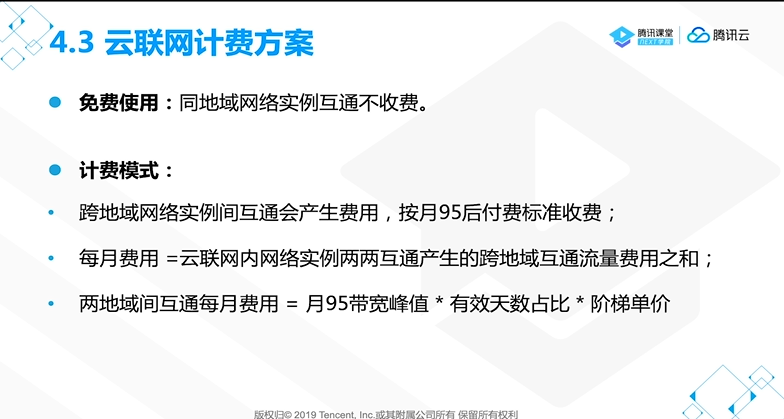 4.3 云联网计费方案
腾讯课堂
NEXT学院
腾讯云
免费使用：同地域网络实例互通不收费。
计费模式：
跨地域网络实例间互通会产生费用，按月95后付费标准收费；
每月费用 =云联网内网络实例两两互通产生的跨地域互通流量费用之和；
两地域间互通每月费用 = 月95带宽峰值 * 有效天数占比 * 阶梯单价
版权归© 2019 Tencent, Inc.或其附属公司所有 保留所有权利